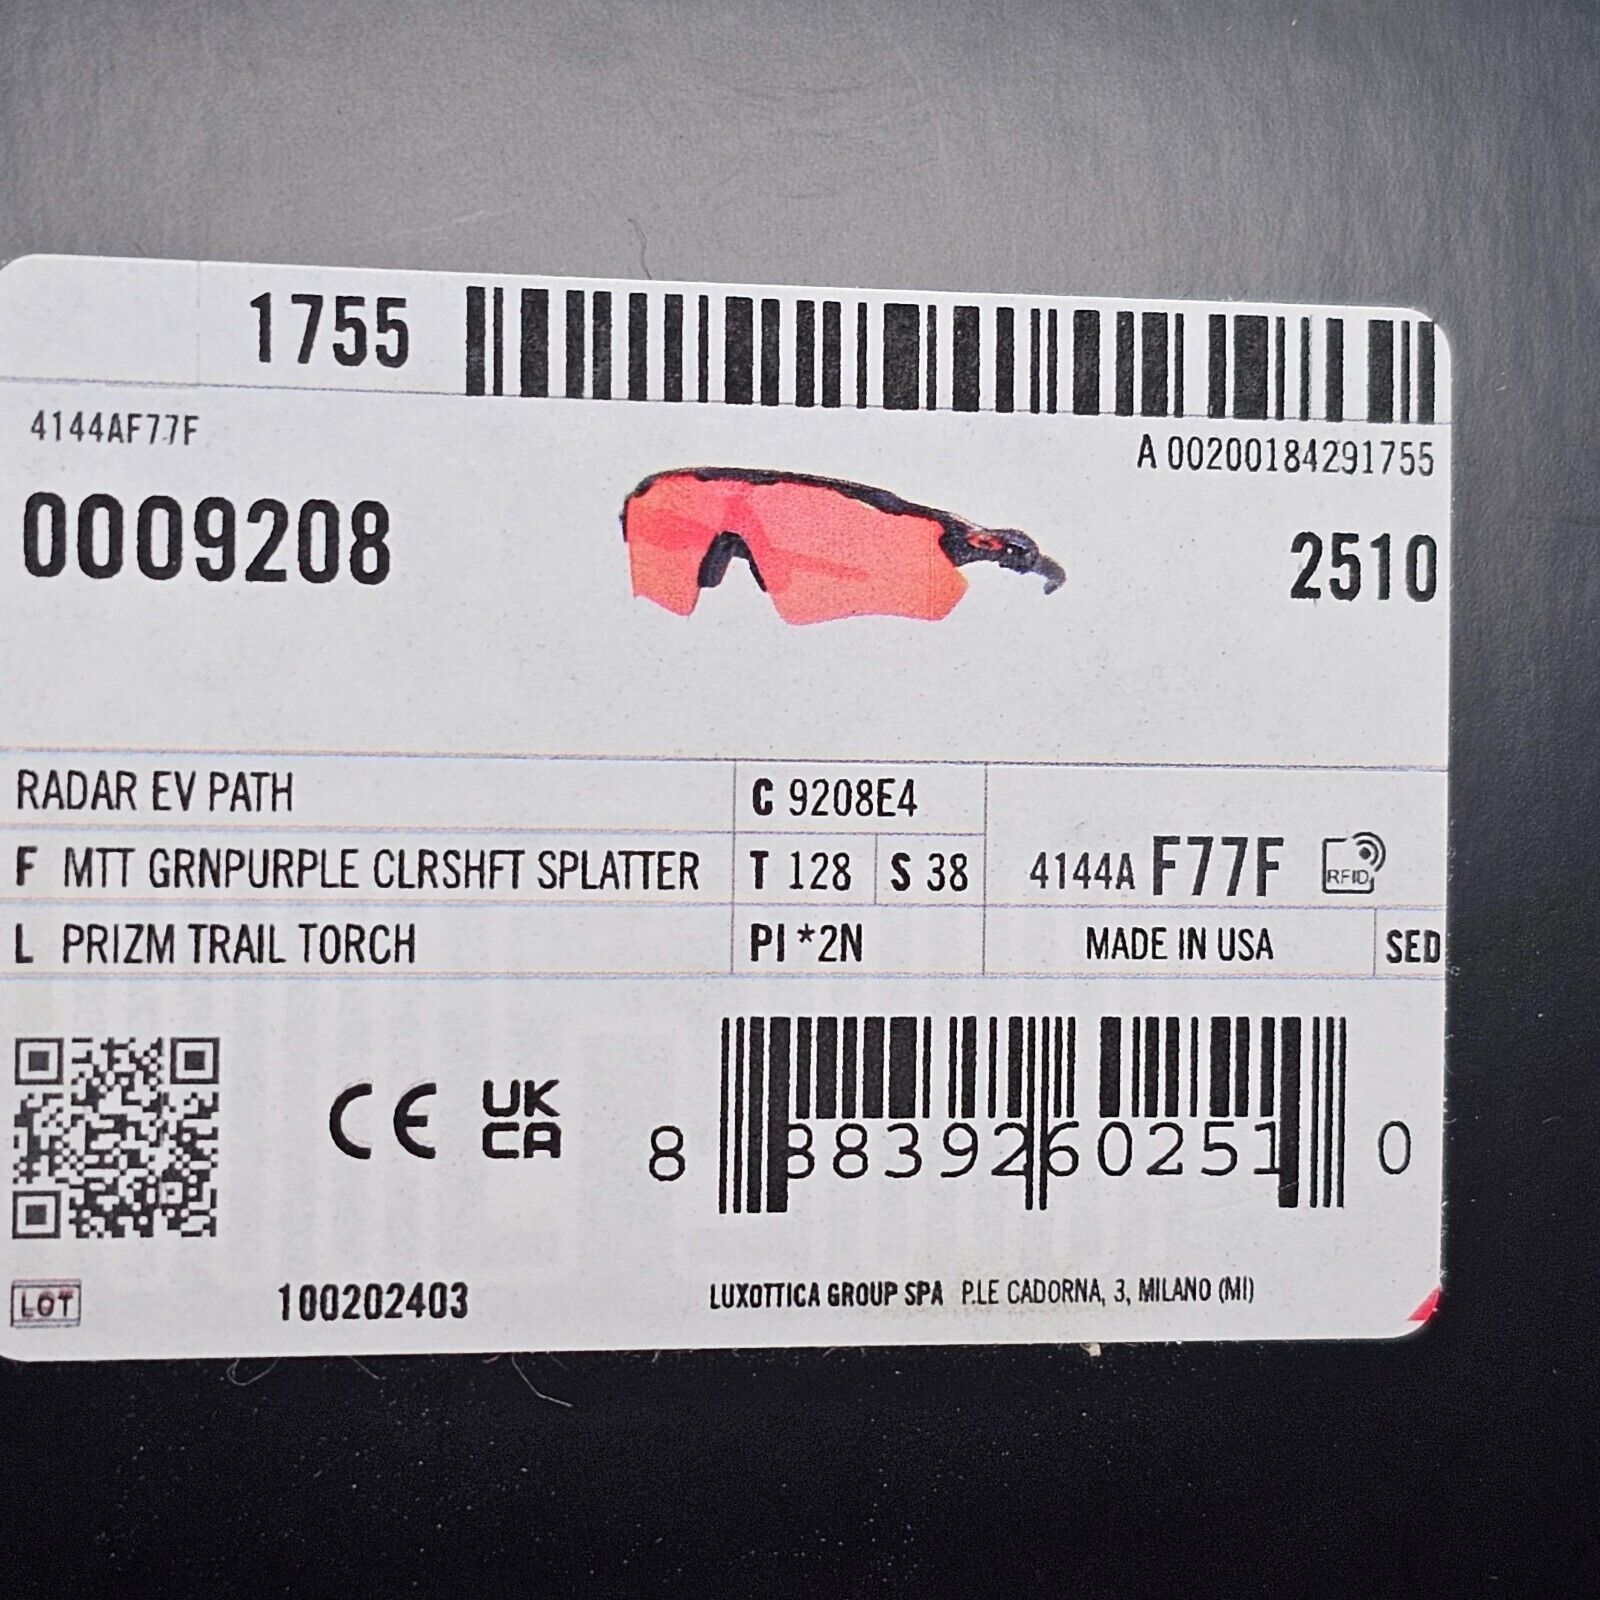 1755
4144AF77F
A 00200184291755
0009208
2510
RADAR EV PATH
C 9208E4
F MTT GRNPURPLE CLRSHFT SPLATTER
T 128
S 38
4144A F77F
RFID
L PRIZM TRAIL TORCH
PI *2N
MADE IN USA
SED
CE
UK
CA
8 88392 60251 0
LOT
100202403
LUXOTTICA GROUP SPA P.LE CADORNA, 3, MILANO (MI)